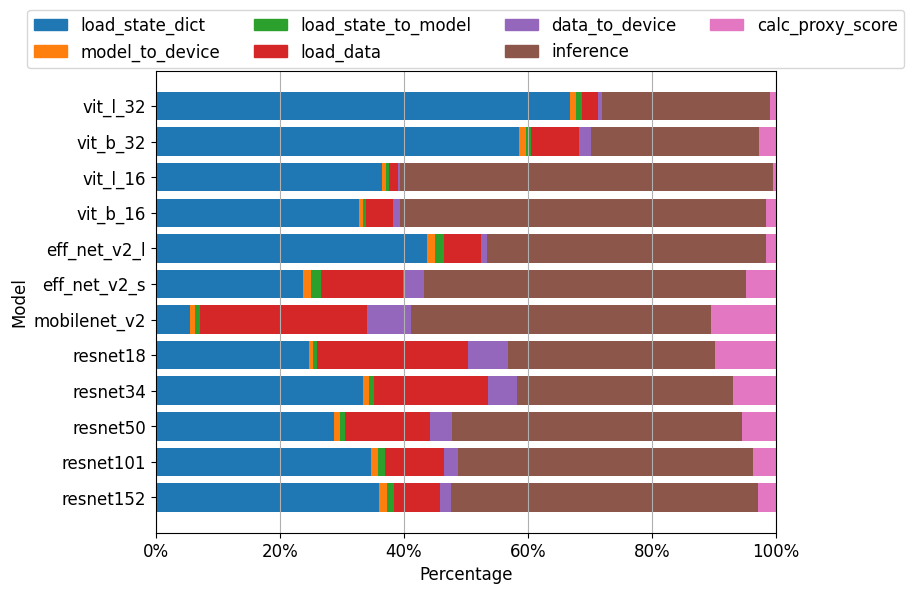 load_state_dict load_state_to_model data_to_device calc_proxy_score
model_to_device load_data inference
vit_l_32
vit_b_32
vit_l_16
vit_b_16
eff_net_v2_l
eff_net_v2_s
mobilenet_v2
resnet18
resnet34
resnet50
resnet101
resnet152
Model
0% 20% 40% 60% 80% 100%
Percentage